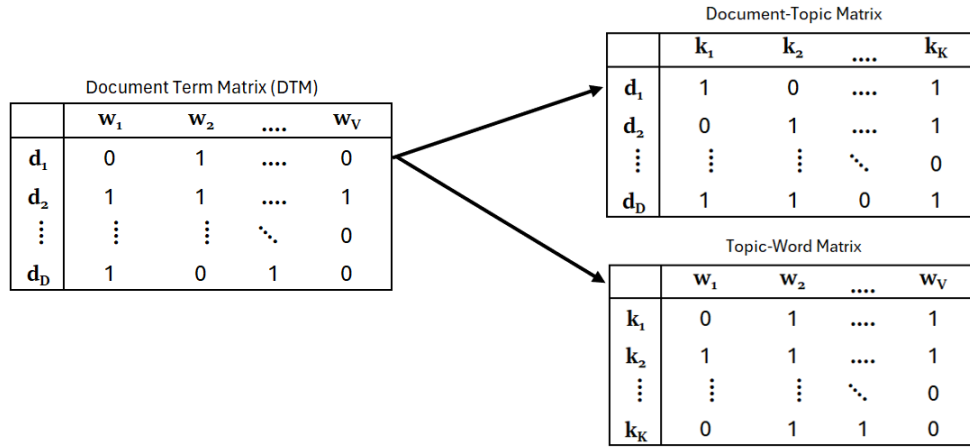 Document Term Matrix (DTM)
w₁ w₂ .... w_V
d₁ 0 1 .... 0
d₂ 1 1 .... 1
⋮ ⋮ ⋮ ⋱ 0
d_D 1 0 1 0
Document-Topic Matrix
k₁ k₂ .... k_K
d₁ 1 0 .... 1
d₂ 0 1 .... 1
⋮ ⋮ ⋮ ⋱ 0
d_D 1 1 0 1
Topic-Word Matrix
w₁ w₂ .... w_V
k₁ 0 1 .... 1
k₂ 1 1 .... 1
⋮ ⋮ ⋮ ⋱ 0
k_K 0 1 1 0